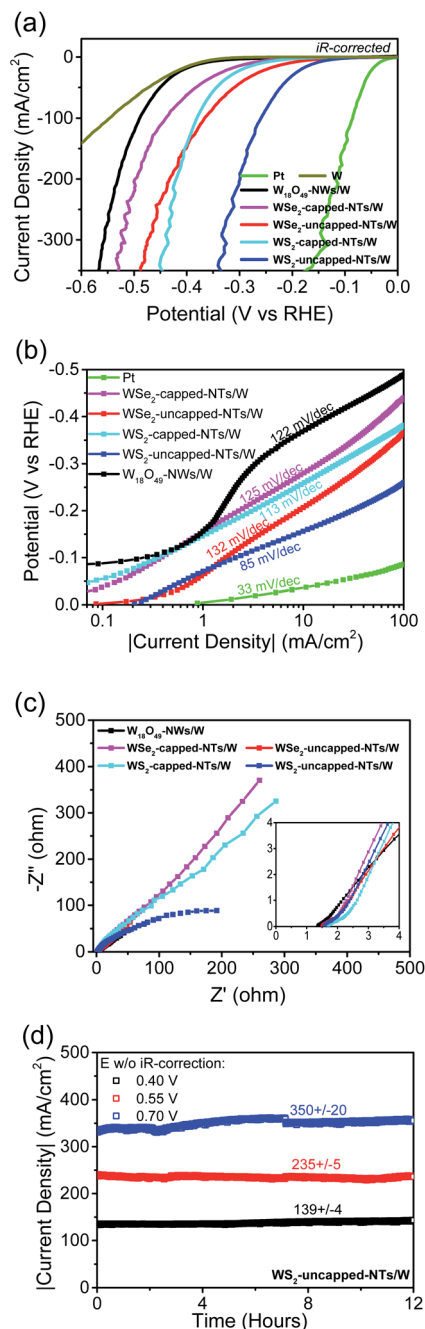 (a)
iR-corrected
0
-100
-200
-300
Current Density (mA/cm²)
Pt W
W₁₈O₄₉-NWs/W
WSe₂-capped-NTs/W
WSe₂-uncapped-NTs/W
WS₂-capped-NTs/W
WS₂-uncapped-NTs/W
-0.6 -0.5 -0.4 -0.3 -0.2 -0.1 0.0
Potential (V vs RHE)
(b)
-0.5
-0.4
-0.3
-0.2
-0.1
0.0
Potential (V vs RHE)
Pt
WSe₂-capped-NTs/W
WSe₂-uncapped-NTs/W
WS₂-capped-NTs/W
WS₂-uncapped-NTs/W
W₁₈O₄₉-NWs/W
122 mV/dec
125 mV/dec
113 mV/dec
132 mV/dec
85 mV/dec
33 mV/dec
0.1 1 10 100
|Current Density| (mA/cm²)
(c)
500
400
300
200
100
0
-Z" (ohm)
W₁₈O₄₉-NWs/W
WSe₂-capped-NTs/W WSe₂-uncapped-NTs/W
WS₂-capped-NTs/W WS₂-uncapped-NTs/W
4
3
2
1
0
0 1 2 3 4
0 100 200 300 400 500
Z' (ohm)
(d)
500
400
300
200
100
0
|Current Density| (mA/cm²)
E w/o iR-correction:
0.40 V
0.55 V
0.70 V
350+/-20
235+/-5
139+/-4
WS₂-uncapped-NTs/W
0 4 8 12
Time (Hours)